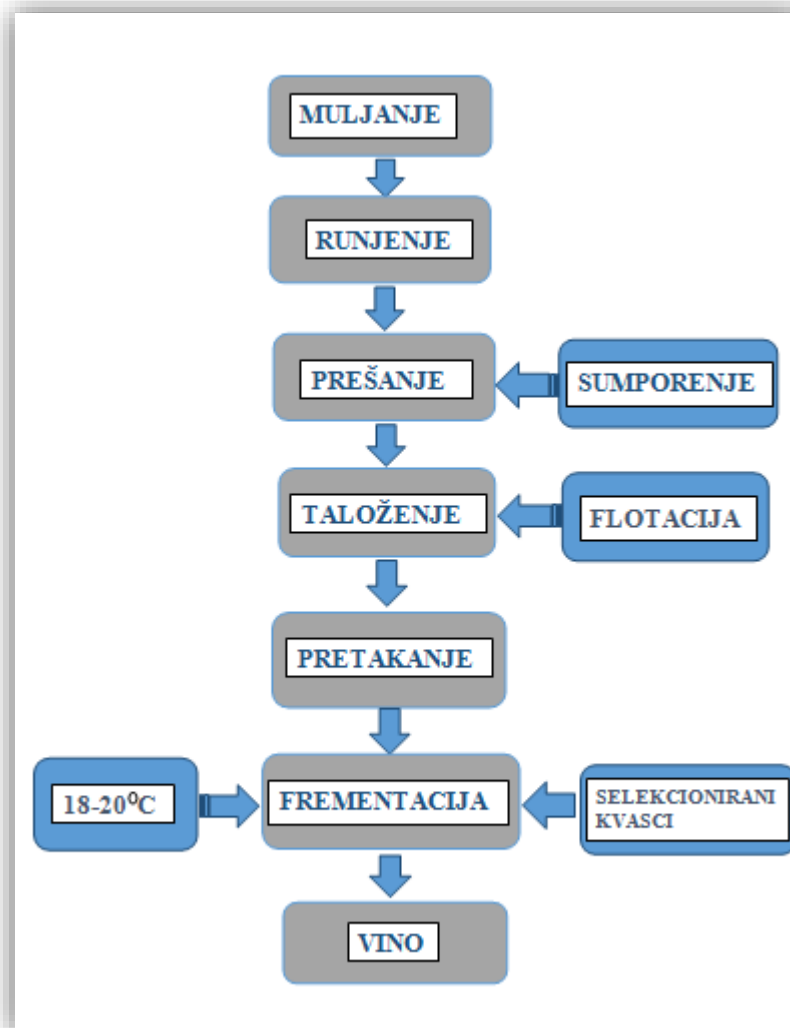 MULJANJE
RUNJENJE
PREŠANJE
SUMPORENJE
TALOŽENJE
FLOTACIJA
PRETAKANJE
18-20⁰C
FREMENTACIJA
SELEKCIONIRANI
KVASCI
VINO